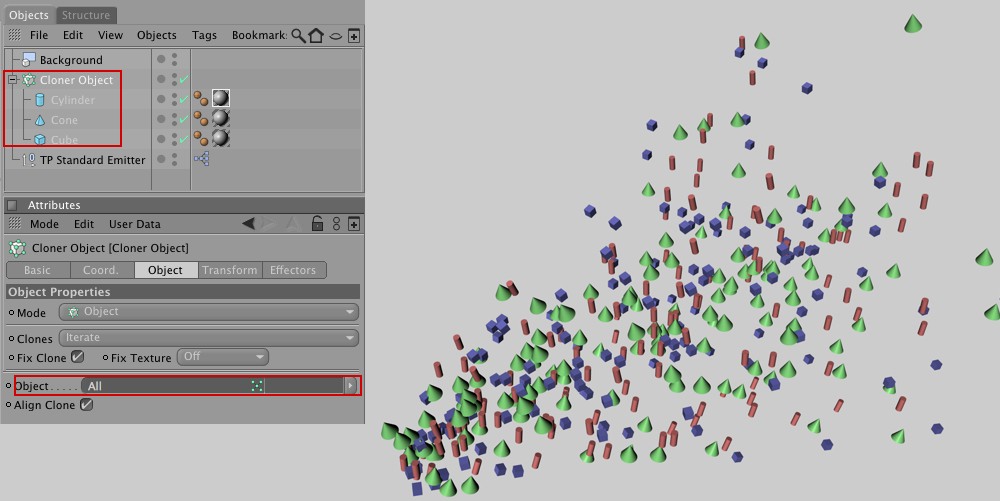 Objects Structure
File Edit View Objects Tags Bookmark:
Background
Cloner Object
Cylinder
Cone
Cube
TP Standard Emitter
Attributes
Mode Edit User Data
Cloner Object [Cloner Object]
Basic Coord. Object Transform Effectors
Object Properties
Mode Object
Clones Iterate
Fix Clone Fix Texture Off
Object..... All
Align Clone